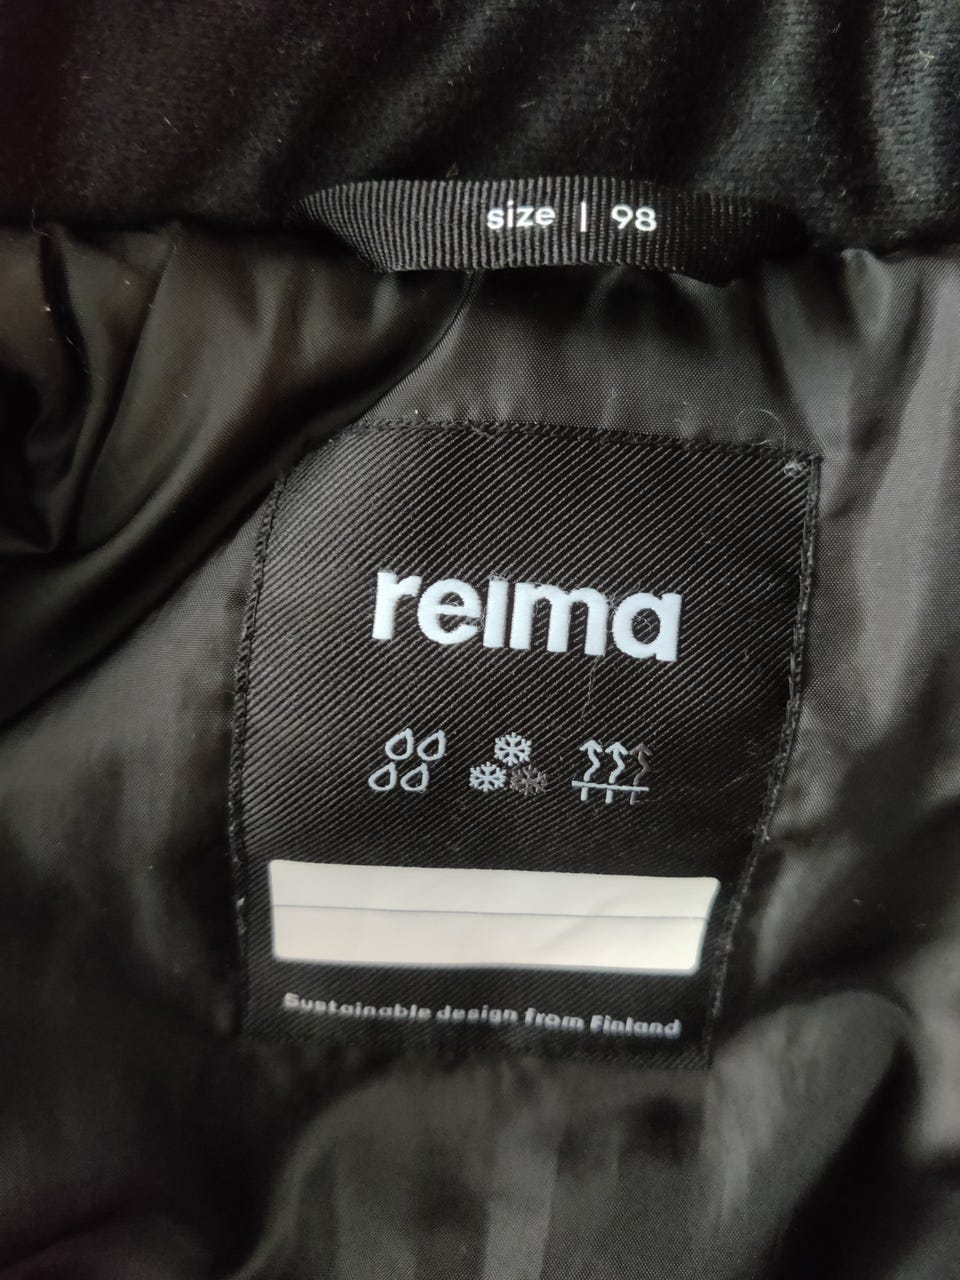 size | 98
reima
Sustainable design from Finland